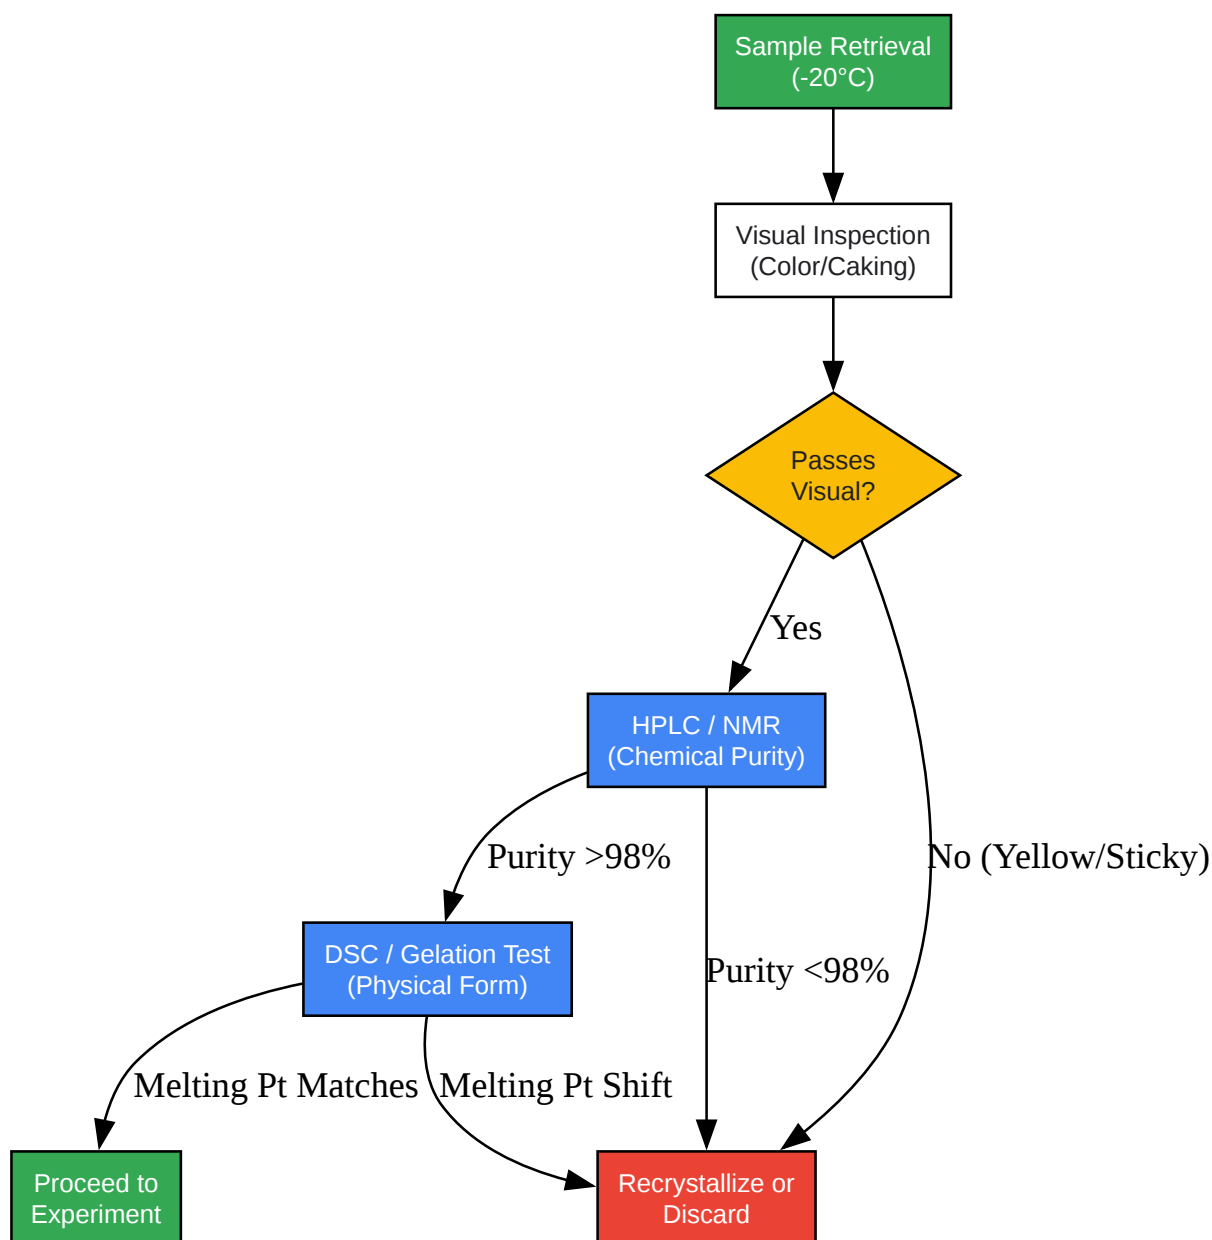 Sample Retrieval
(-20°C)
Visual Inspection
(Color/Caking)
Passes
Visual?
Yes
HPLC / NMR
(Chemical Purity)
Purity >98%
No (Yellow/Sticky)
DSC / Gelation Test
(Physical Form)
Purity <98%
Melting Pt Matches
Melting Pt Shift
Proceed to
Experiment
Recrystallize or
Discard